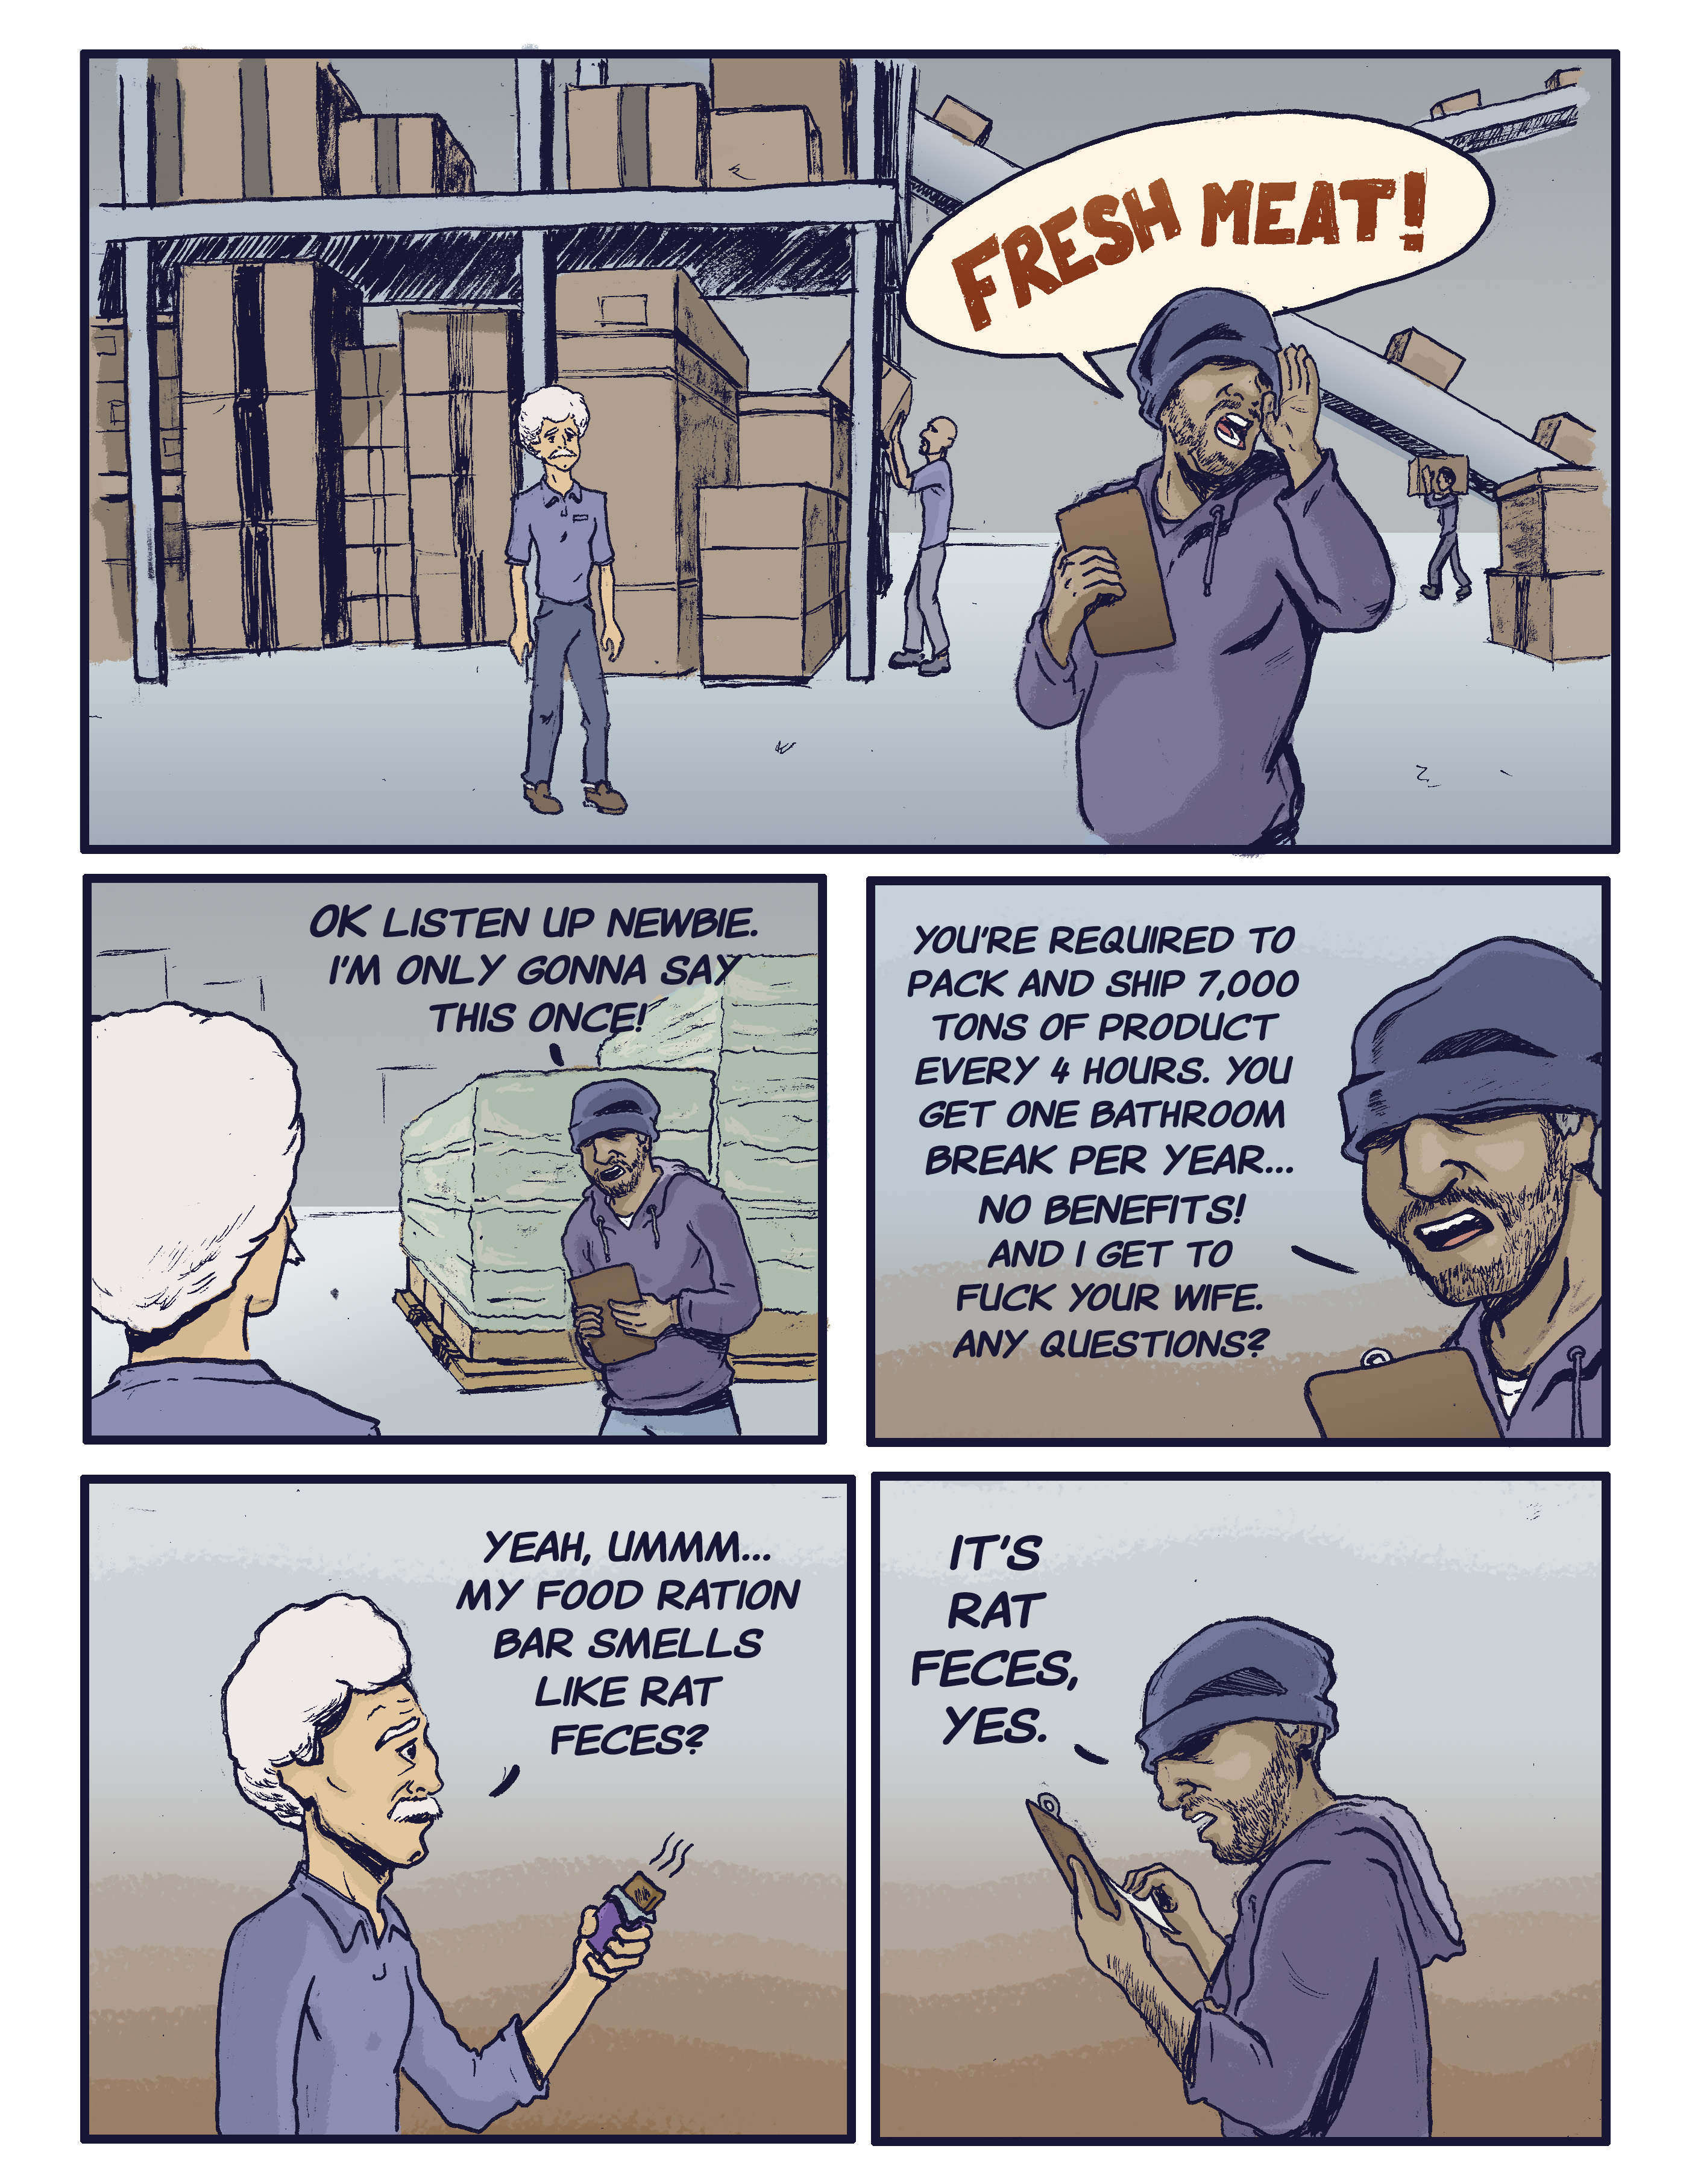 FRESH MEAT!
OK LISTEN UP NEWBIE.
I'M ONLY GONNA SAY
THIS ONCE!
YOU'RE REQUIRED TO
PACK AND SHIP 7,000
TONS OF PRODUCT
EVERY 4 HOURS. YOU
GET ONE BATHROOM
BREAK PER YEAR...
NO BENEFITS!
AND I GET TO
FUCK YOUR WIFE.
ANY QUESTIONS?
YEAH, UMMM...
MY FOOD RATION
BAR SMELLS
LIKE RAT
FECES?
IT'S
RAT
FECES,
YES.